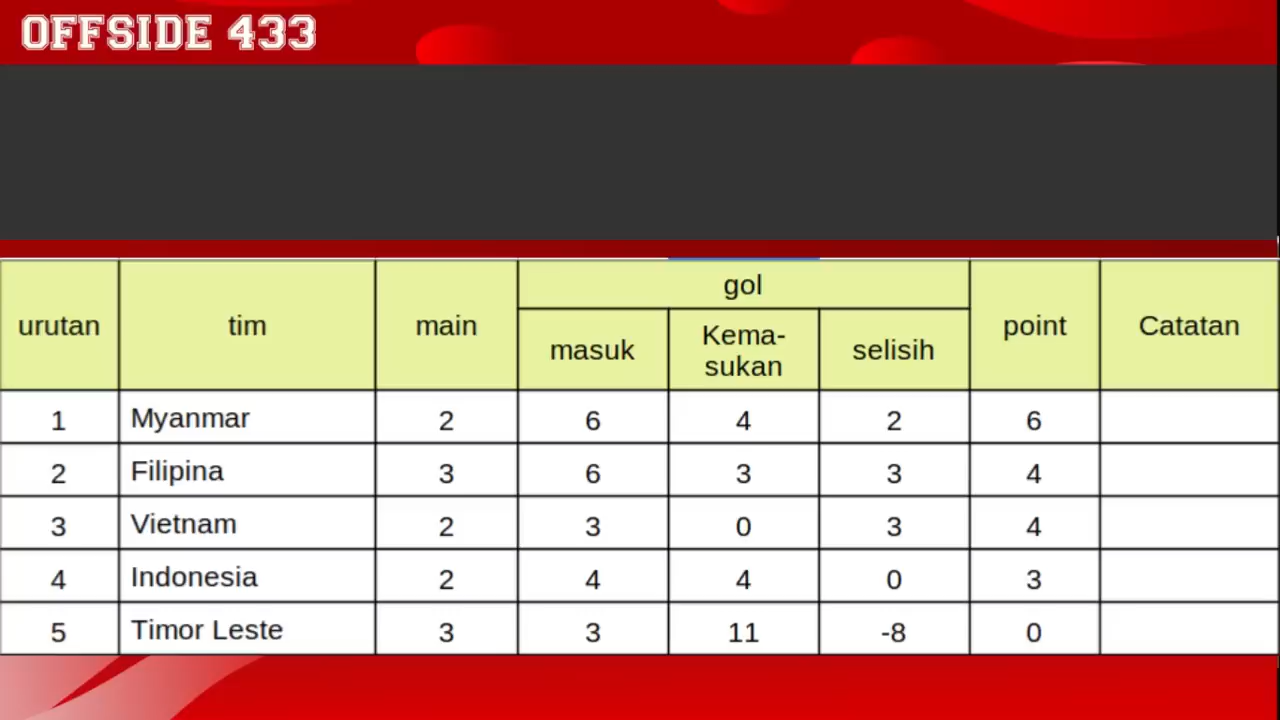 OFFSIDE 433
gol
urutan tim main point Catatan
masuk Kema- selisih
sukan
1 Myanmar 2 6 4 2 6
2 Filipina 3 6 3 3 4
3 Vietnam 2 3 0 3 4
4 Indonesia 2 4 4 0 3
5 Timor Leste 3 3 11 -8 0